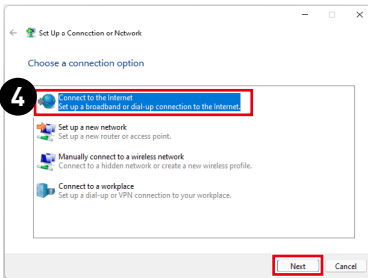 Set Up a Connection or Network
Choose a connection option
4
Connect to the Internet
Set up a broadband or dial-up connection to the Internet.
Set up a new network
Set up a new router or access point.
Manually connect to a wireless network
Connect to a hidden network or create a new wireless profile.
Connect to a workplace
Set up a dial-up or VPN connection to your workplace.
Next Cancel